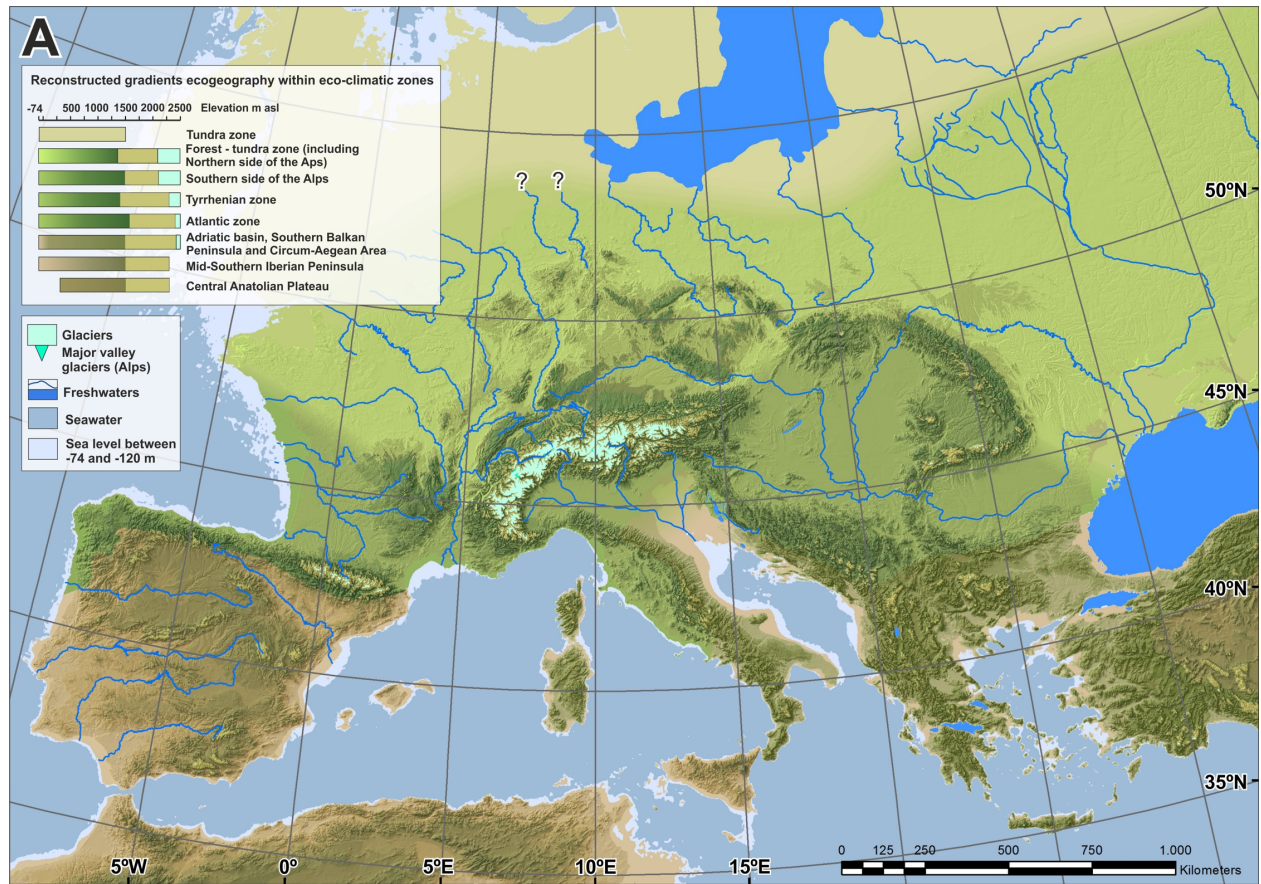 A
Reconstructed gradients ecogeography within eco-climatic zones
-74 500 1000 1500 2000 2500 Elevation m asl
Tundra zone
Forest - tundra zone (including
Northern side of the Aps)
Southern side of the Alps
Tyrrhenian zone
Atlantic zone
Adriatic basin, Southern Balkan
Peninsula and Circum-Aegean Area
Mid-Southern Iberian Peninsula
Central Anatolian Plateau
Glaciers
Major valley
glaciers (Alps)
Freshwaters
Seawater
Sea level between
-74 and -120 m
? ?
50ºN
45ºN
40ºN
35ºN
5ºW 0º 5ºE 10ºE 15ºE
0 125 250 500 750 1.000
Kilometers